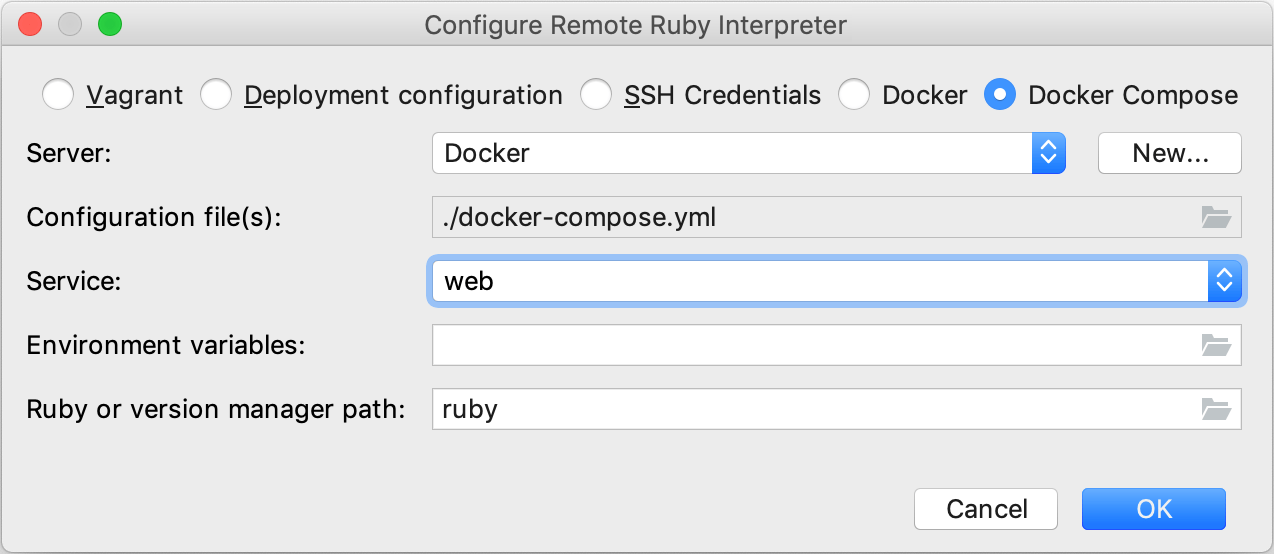 Configure Remote Ruby Interpreter
Vagrant Deployment configuration SSH Credentials Docker Docker Compose
Server: Docker New...
Configuration file(s): ./docker-compose.yml
Service: web
Environment variables:
Ruby or version manager path: ruby
Cancel OK